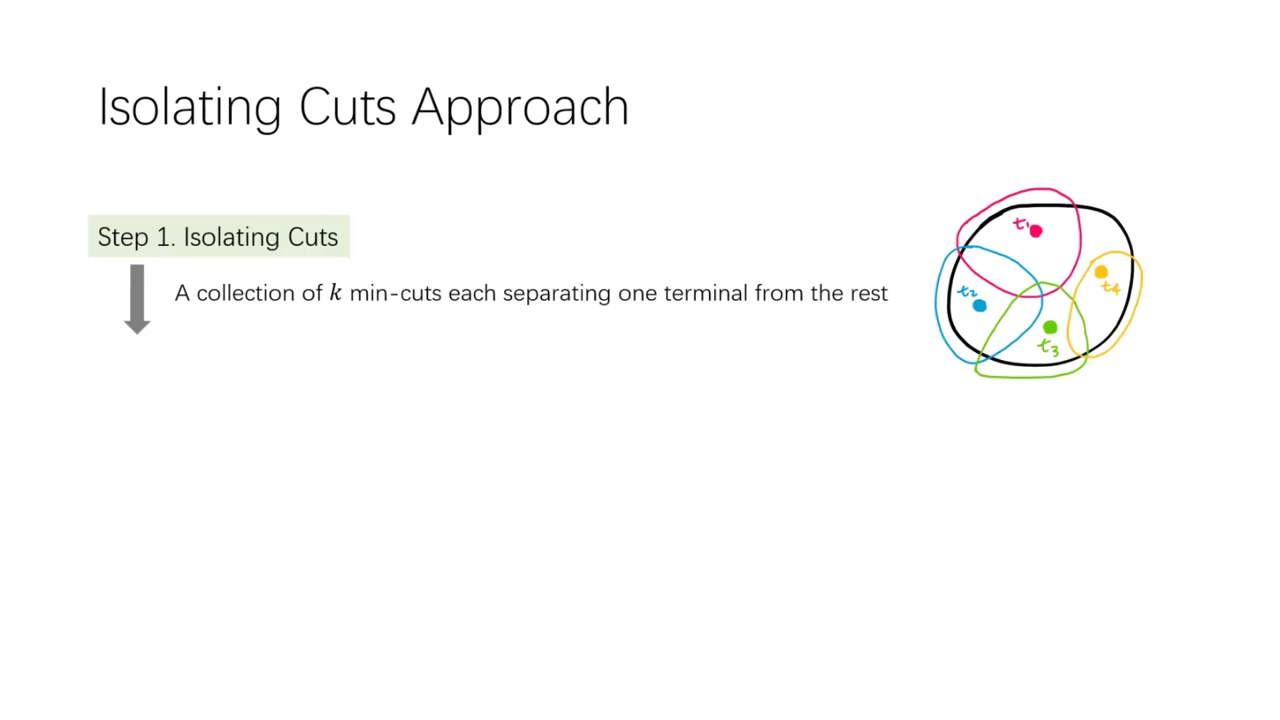 Isolating Cuts Approach
Step 1. Isolating Cuts
A collection of k min-cuts each separating one terminal from the rest
t1
t2
t3
t4